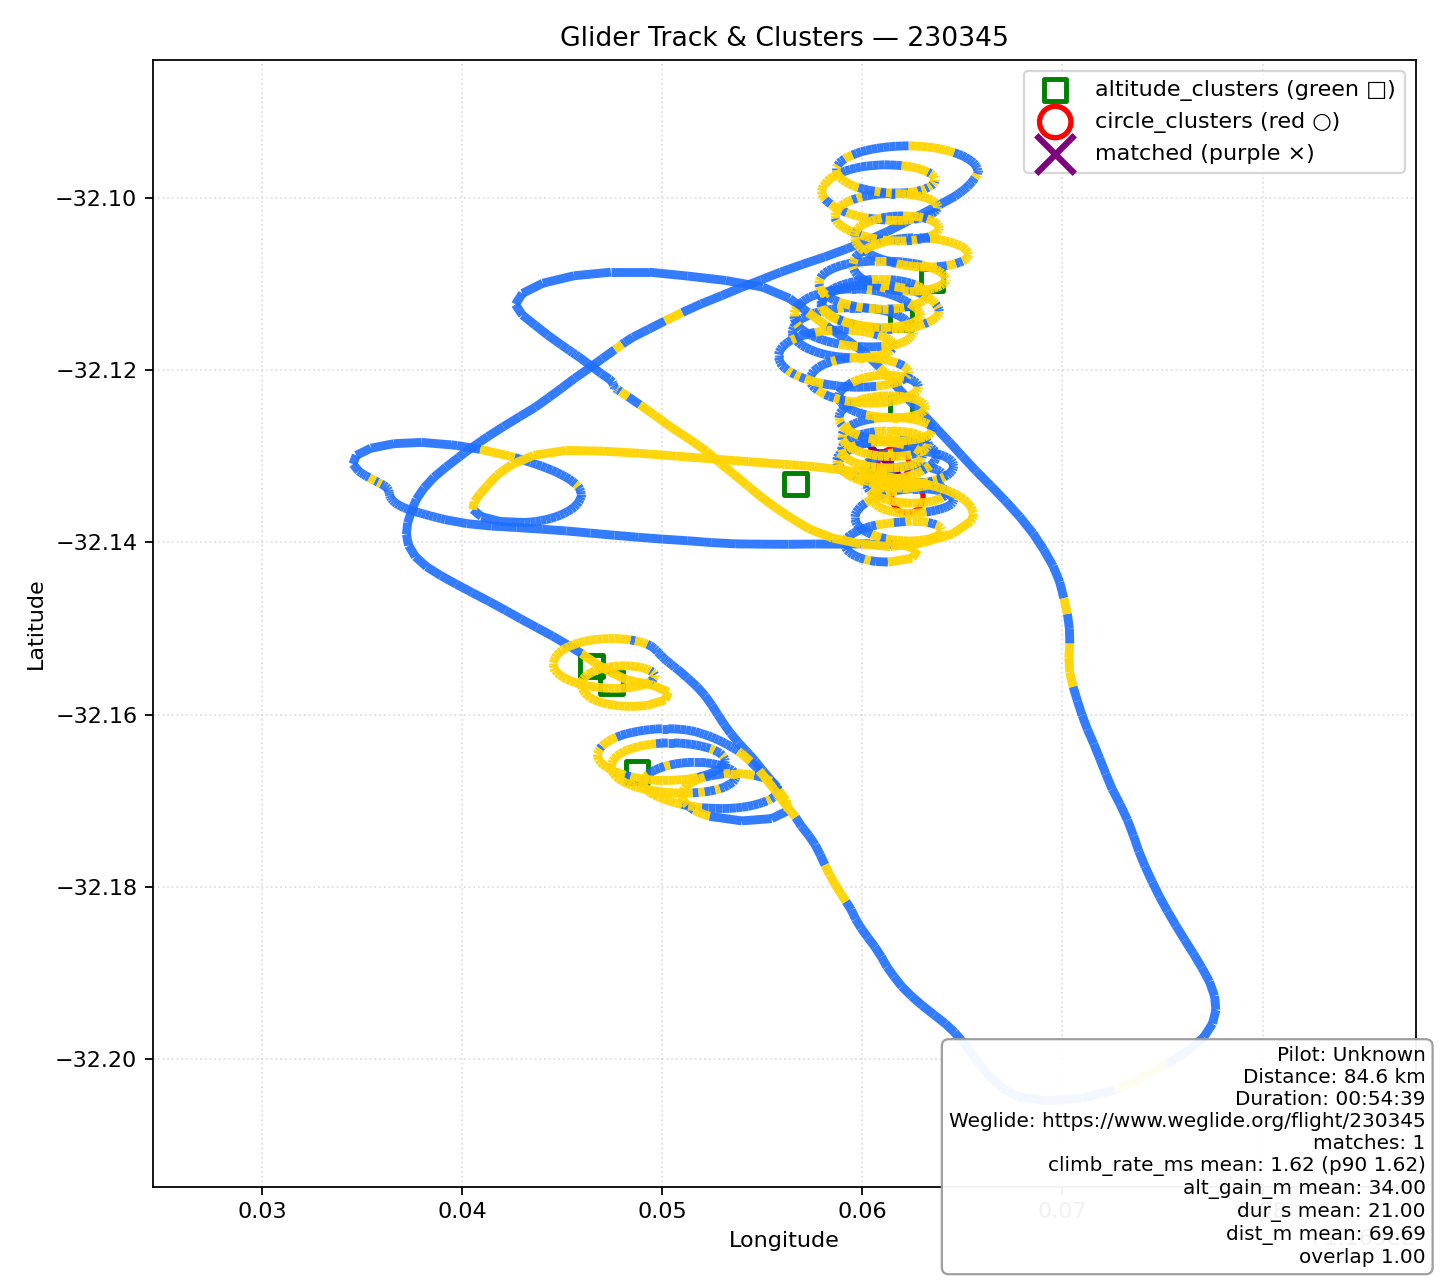 Glider Track & Clusters — 230345
altitude_clusters (green □)
circle_clusters (red ○)
matched (purple ×)
−32.10
−32.12
−32.14
−32.16
−32.18
−32.20
Latitude
0.03
0.04
0.05
0.06
0.07
Longitude
Pilot: Unknown
Distance: 84.6 km
Duration: 00:54:39
Weglide: https://www.weglide.org/flight/230345
matches: 1
climb_rate_ms mean: 1.62 (p90 1.62)
alt_gain_m mean: 34.00
dur_s mean: 21.00
dist_m mean: 69.69
overlap 1.00